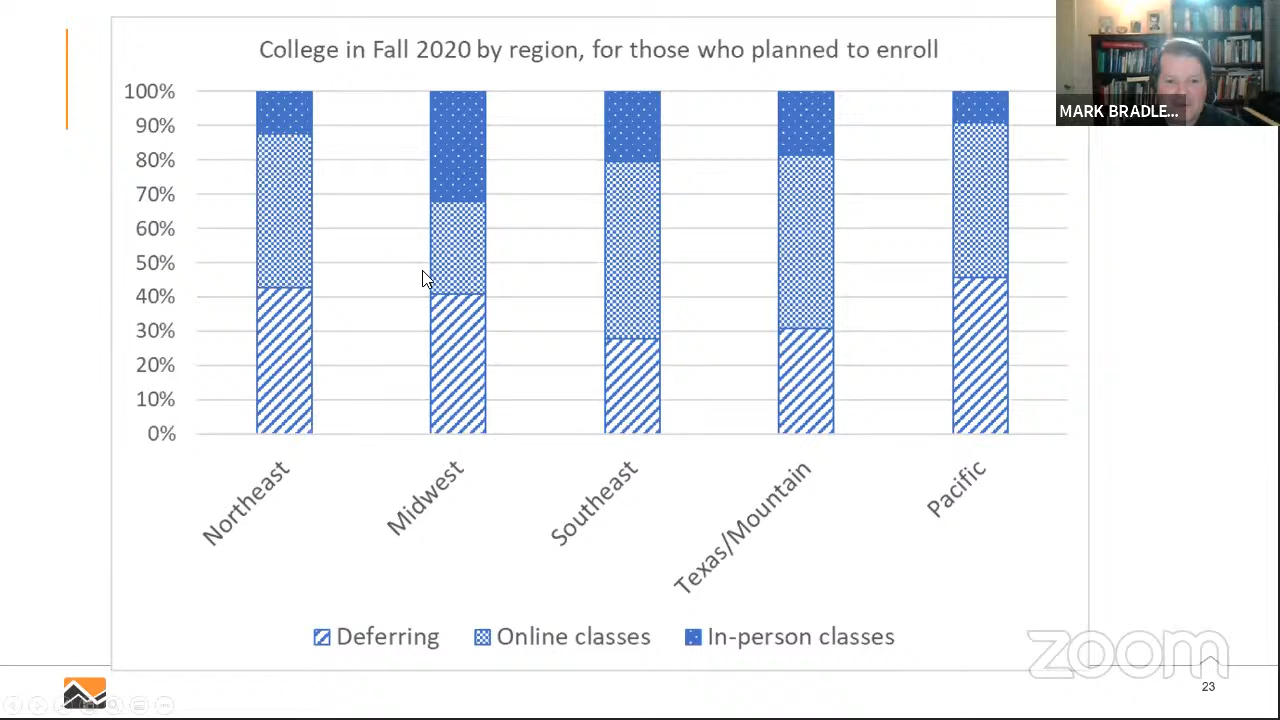 College in Fall 2020 by region, for those who planned to enroll
MARK BRADLE...
100%
90%
80%
70%
60%
50%
40%
30%
20%
10%
0%
Northeast
Midwest
Southeast
Texas/Mountain
Pacific
Deferring
Online classes
In-person classes
zoom
23